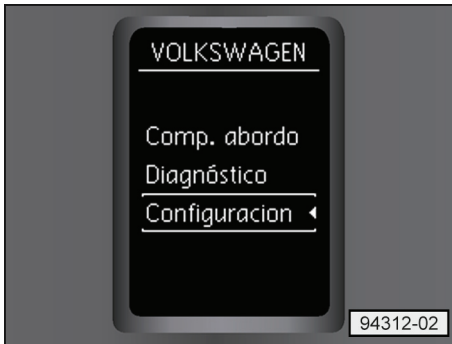 VOLKSWAGEN
Comp. abordo
Diagnóstico
Configuracion
94312-02